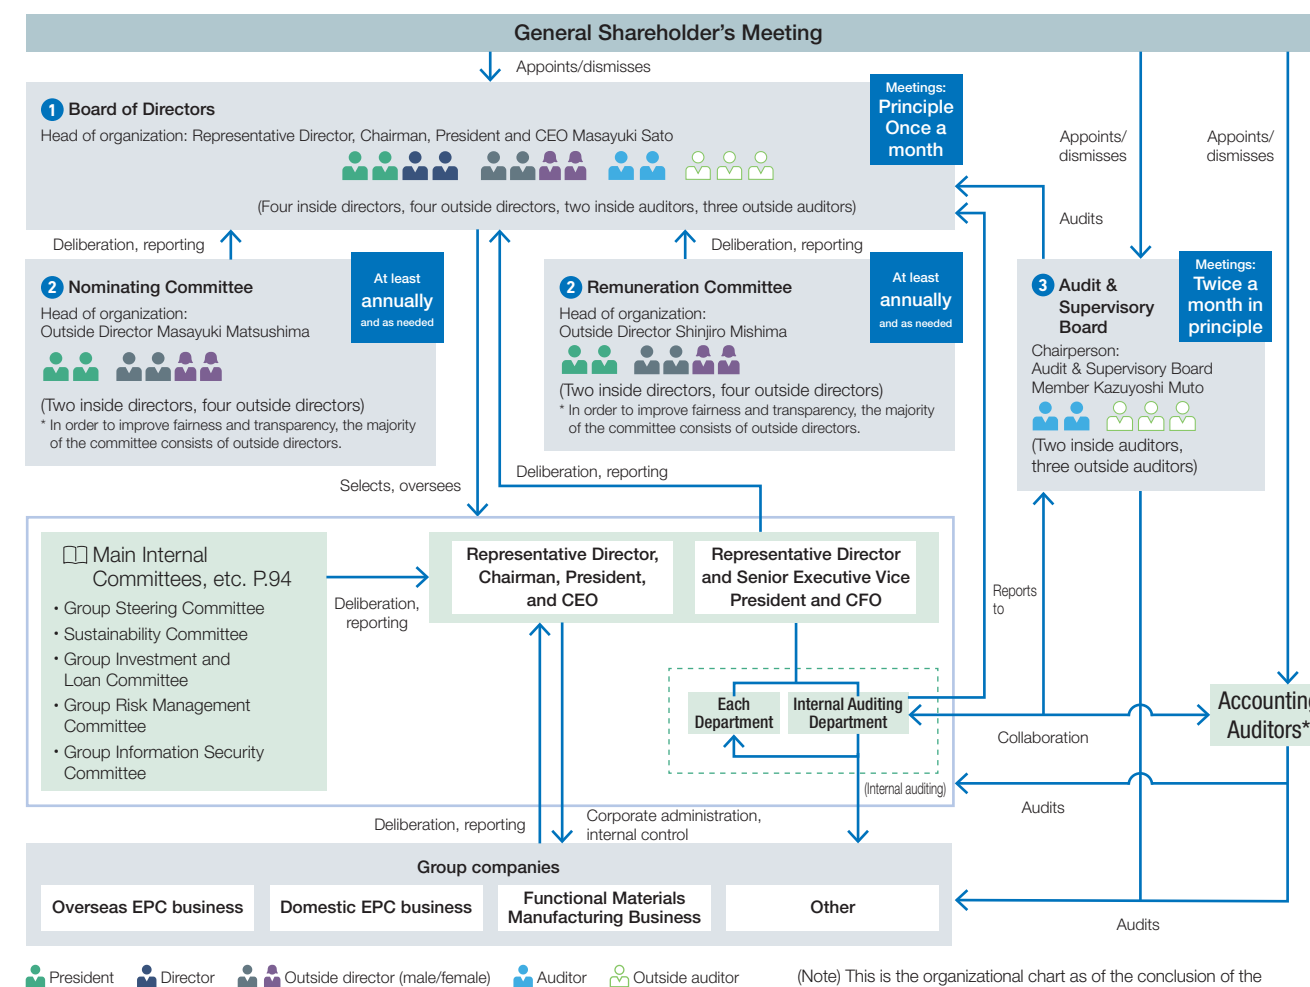 General Shareholder's Meeting
Appoints/dismisses
1 Board of Directors
Head of organization: Representative Director, Chairman, President and CEO Masayuki Sato
(Four inside directors, four outside directors, two inside auditors, three outside auditors)
Meetings:
Principle
Once a
month
Appoints/
dismisses
Appoints/
dismisses
Audits
Deliberation, reporting
Deliberation, reporting
2 Nominating Committee
Head of organization:
Outside Director Masayuki Matsushima
(Two inside directors, four outside directors)
* In order to improve fairness and transparency, the majority
of the committee consists of outside directors.
At least
annually
and as needed
2 Remuneration Committee
Head of organization:
Outside Director Shinjiro Mishima
(Two inside directors, four outside directors)
* In order to improve fairness and transparency, the majority
of the committee consists of outside directors.
At least
annually
and as needed
3 Audit &
Supervisory
Board
Chairperson:
Audit & Supervisory Board
Member Kazuyoshi Muto
(Two inside auditors,
three outside auditors)
Meetings:
Twice a
month in
principle
Selects, oversees
Deliberation, reporting
Main Internal
Committees, etc. P.94
• Group Steering Committee
• Sustainability Committee
• Group Investment and
Loan Committee
• Group Risk Management
Committee
• Group Information Security
Committee
Deliberation,
reporting
Representative Director,
Chairman, President,
and CEO
Representative Director
and Senior Executive Vice
President and CFO
Reports
to
Each
Department
Internal Auditing
Department
(Internal auditing)
Collaboration
Accounting
Auditors*
Audits
Deliberation, reporting
Corporate administration,
internal control
Group companies
Overseas EPC business
Domestic EPC business
Functional Materials
Manufacturing Business
Other
Audits
President
Director
Outside director (male/female)
Auditor
Outside auditor
(Note) This is the organizational chart as of the conclusion of the